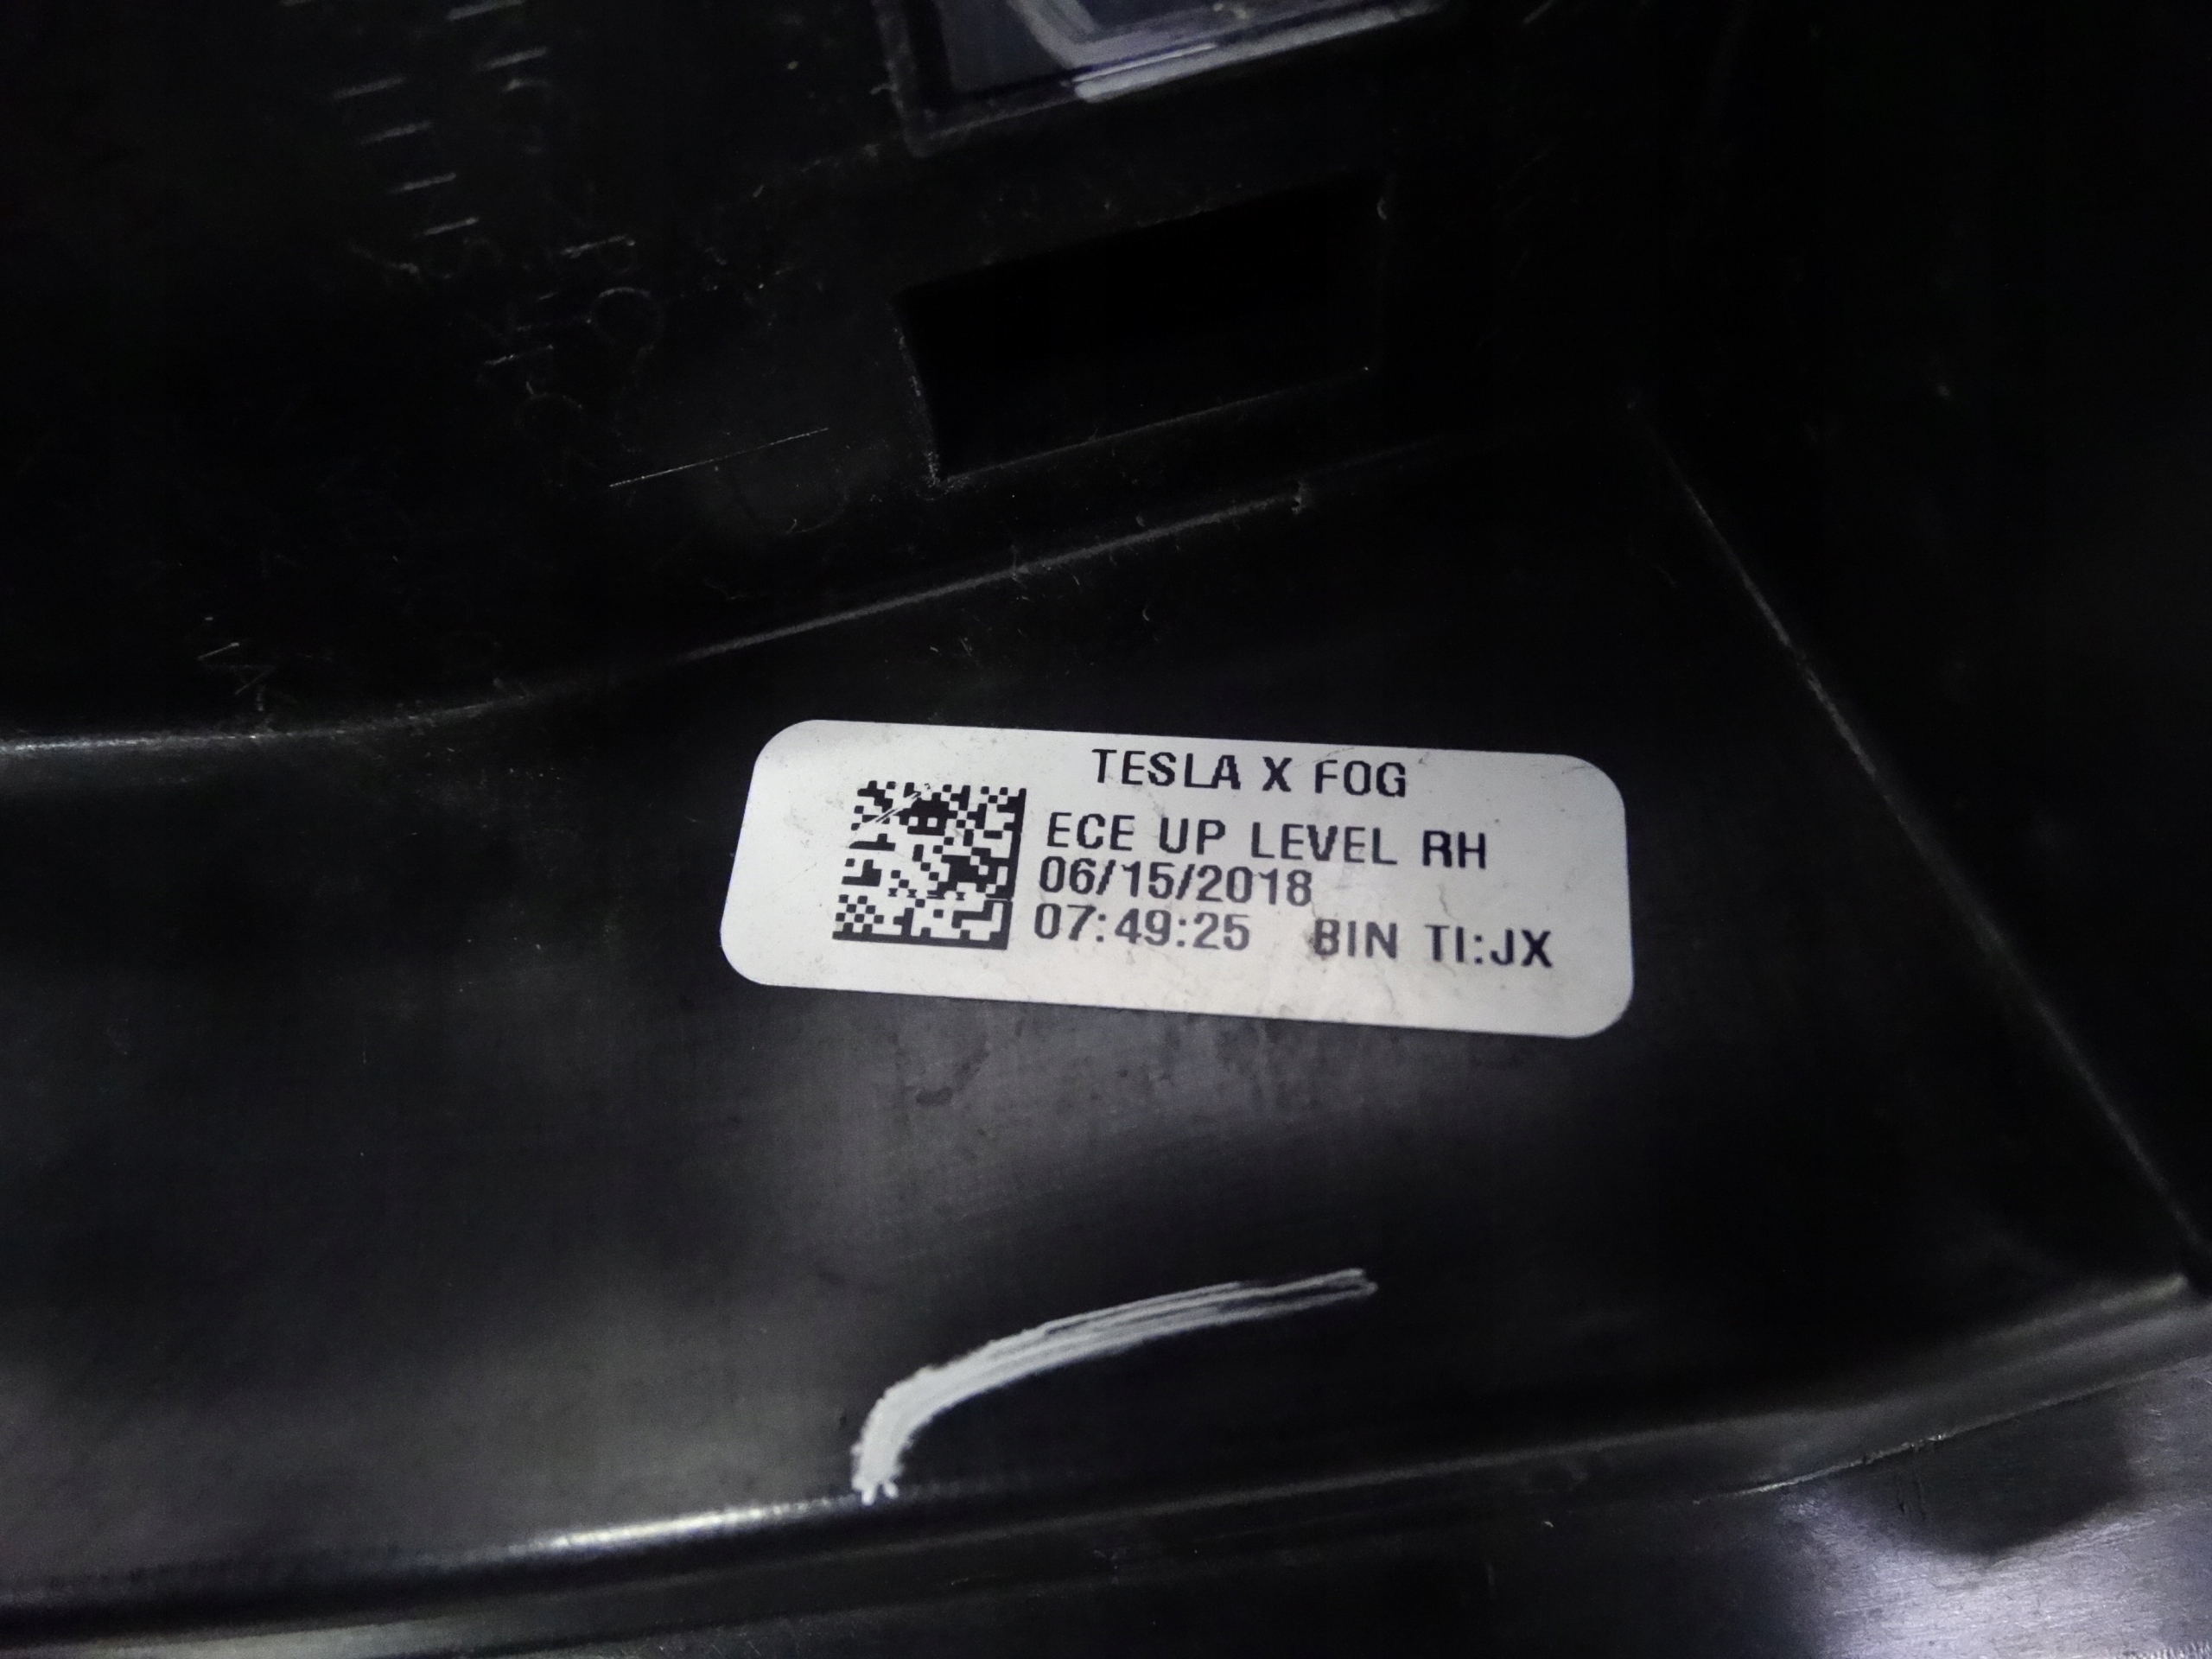 TESLA X FOG
ECE UP LEVEL RH
06/15/2018
07:49:25 BIN TI:JX